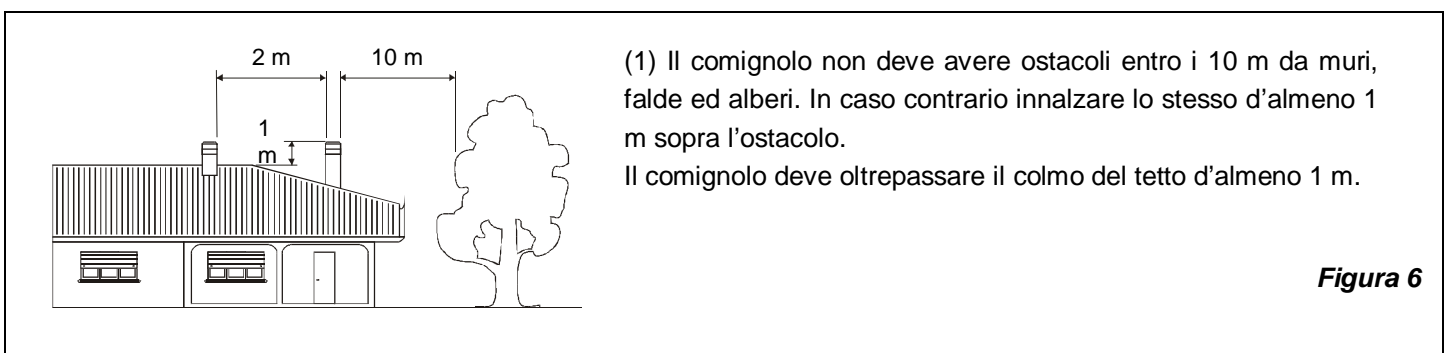 2 m
10 m
1
m
(1) Il comignolo non deve avere ostacoli entro i 10 m da muri,
falde ed alberi. In caso contrario innalzare lo stesso d’almeno 1
m sopra l’ostacolo.
Il comignolo deve oltrepassare il colmo del tetto d’almeno 1 m.
Figura 6